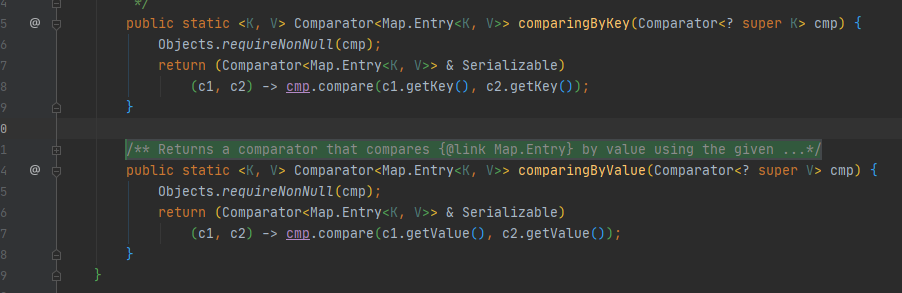 4 */
5 @ public static <K, V> Comparator<Map.Entry<K, V>> comparingByKey(Comparator<? super K> cmp) {
6 Objects.requireNonNull(cmp);
7 return (Comparator<Map.Entry<K, V>> & Serializable)
8 (c1, c2) -> cmp.compare(c1.getKey(), c2.getKey());
9 }
0
1 /** Returns a comparator that compares {@link Map.Entry} by value using the given ...*/
4 @ public static <K, V> Comparator<Map.Entry<K, V>> comparingByValue(Comparator<? super V> cmp) {
5 Objects.requireNonNull(cmp);
6 return (Comparator<Map.Entry<K, V>> & Serializable)
7 (c1, c2) -> cmp.compare(c1.getValue(), c2.getValue());
8 }
9 }